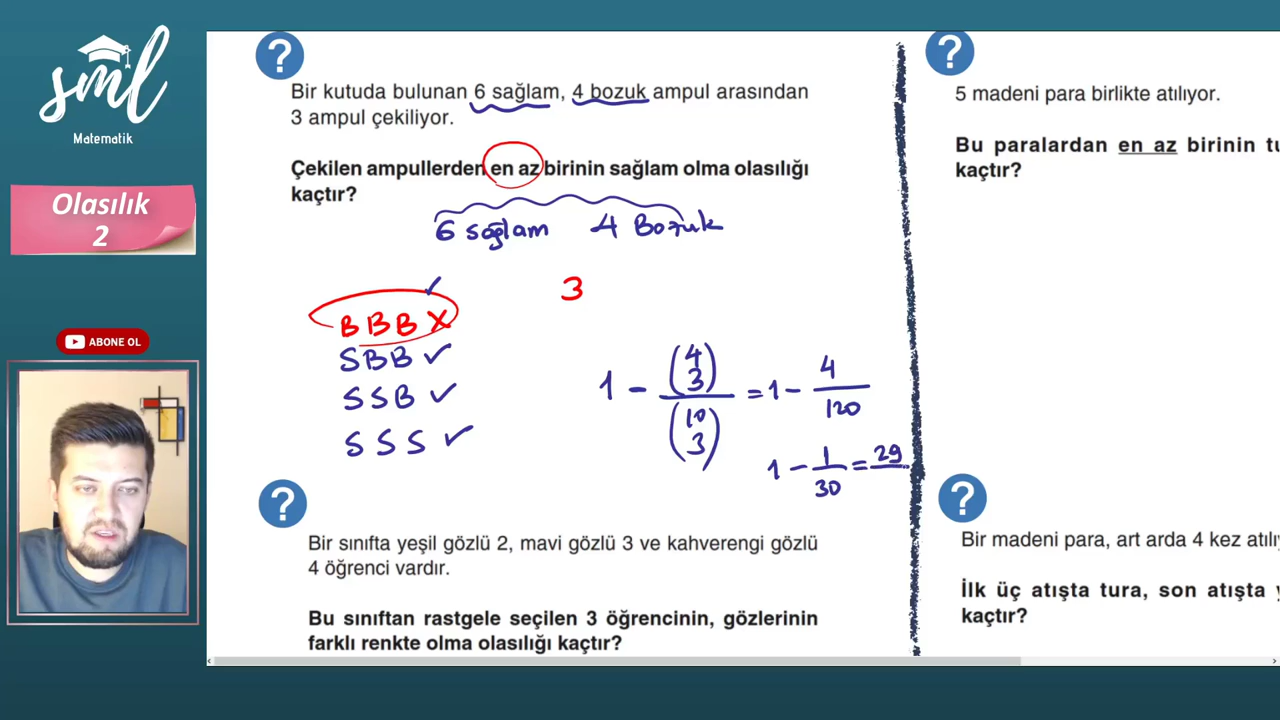 sml
Matematik
Olasılık
2
ABONE OL
?
Bir kutuda bulunan 6 sağlam, 4 bozuk ampul arasından
3 ampul çekiliyor.
Çekilen ampullerden en az birinin sağlam olma olasılığı
kaçtır?
6 sağlam 4 Bozuk
3
B B B X ✓
S B B ✓
S S B ✓
S S S ✓
1 - (4 3) / (10 3) = 1 - 4/120
1 - 1/30 = 29
?
Bir sınıfta yeşil gözlü 2, mavi gözlü 3 ve kahverengi gözlü
4 öğrenci vardır.
Bu sınıftan rastgele seçilen 3 öğrencinin, gözlerinin
farklı renkte olma olasılığı kaçtır?
?
5 madeni para birlikte atılıyor.
Bu paralardan en az birinin tu
kaçtır?
?
Bir madeni para, art arda 4 kez atılı
İlk üç atışta tura, son atışta
kaçtır?